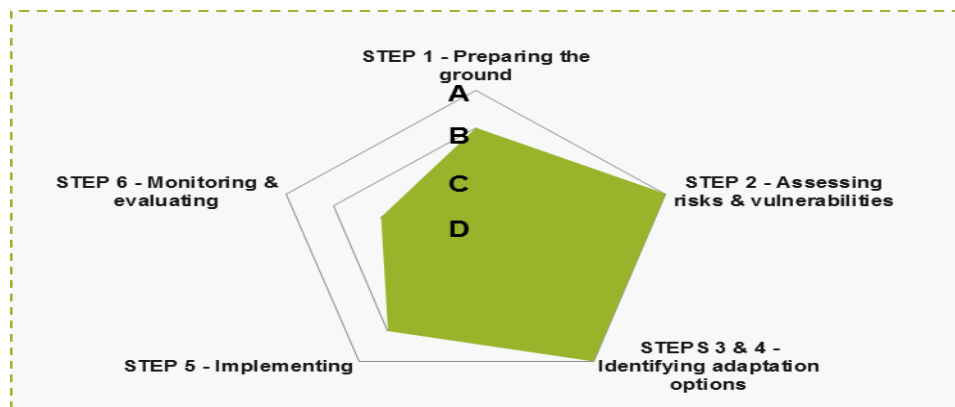 STEP 1 - Preparing the
ground
A
B
C
D
STEP 2 - Assessing
risks & vulnerabilities
STEPS 3 & 4 -
Identifying adaptation
options
STEP 5 - Implementing
STEP 6 - Monitoring &
evaluating